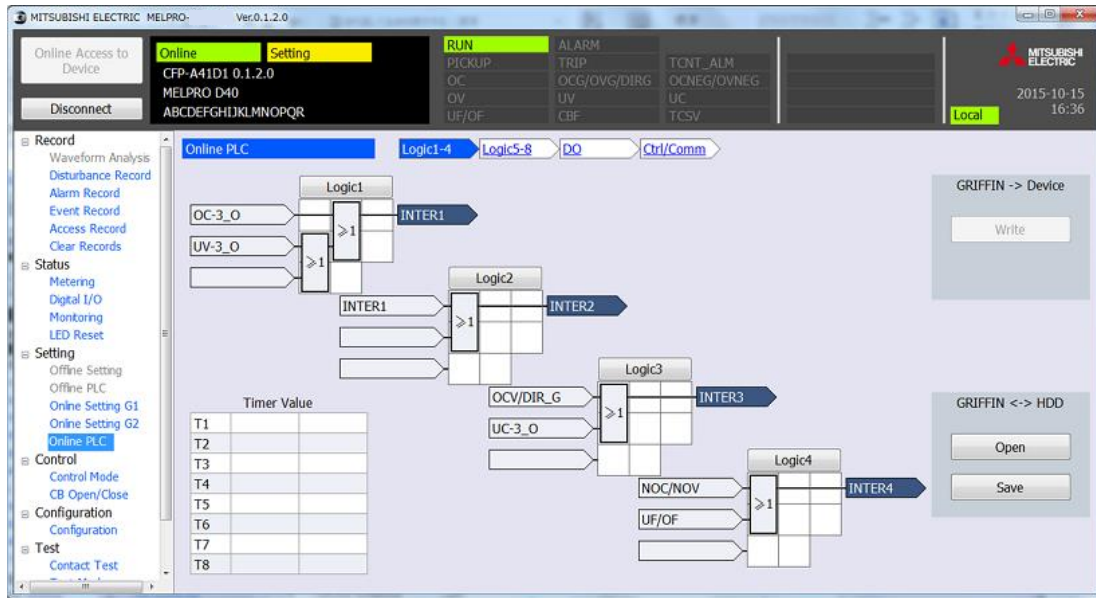 MITSUBISHI ELECTRIC MELPRO- Ver.0.1.2.0
Online Access to
Device
Disconnect
Online Setting
CFP-A41D1 0.1.2.0
MELPRO D40
ABCDEFGHIJKLMNOPQR
RUN ALARM
PICKUP TRIP TCNT_ALM
OC OCG/OVG/DIRG OCNEG/OVNEG
OV UV UC
UF/OF CBF TCSV
MITSUBISHI
ELECTRIC
2015-10-15
Local 16:36
Record
Waveform Analysis
Disturbance Record
Alarm Record
Event Record
Access Record
Clear Records
Status
Metering
Digital I/O
Monitoring
LED Reset
Setting
Offline Setting
Offline PLC
Online Setting G1
Online Setting G2
Online PLC
Control
Control Mode
CB Open/Close
Configuration
Configuration
Test
Contact Test
Online PLC
Logic1-4 Logic5-8 DO Ctrl/Comm
Logic1
OC-3_O
UV-3_O
≥1
≥1
INTER1
Logic2
INTER1
≥1
INTER2
Logic3
OCV/DIR_G
UC-3_O
≥1
INTER3
Logic4
NOC/NOV
UF/OF
≥1
INTER4
Timer Value
T1
T2
T3
T4
T5
T6
T7
T8
GRIFFIN -> Device
Write
GRIFFIN <-> HDD
Open
Save